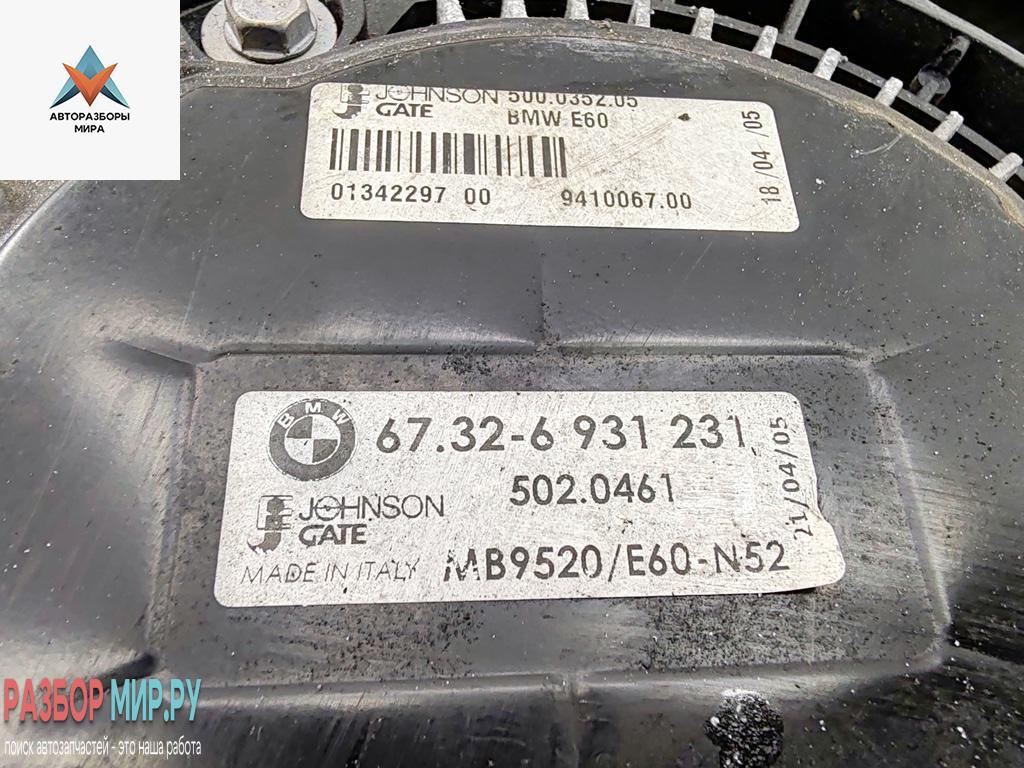 АВТОРАЗБОРЫ
МИРА
JOHNSON 500.0352.05
GATE BMW E60
01342297 00 9410067.00
18/04/05
BMW
67.32-6 931 231
502.0461
JOHNSON
GATE
MADE IN ITALY MB9520/E60-N52
21/04/05
РАЗБОР МИР.РУ
поиск автозапчастей - это наша работа